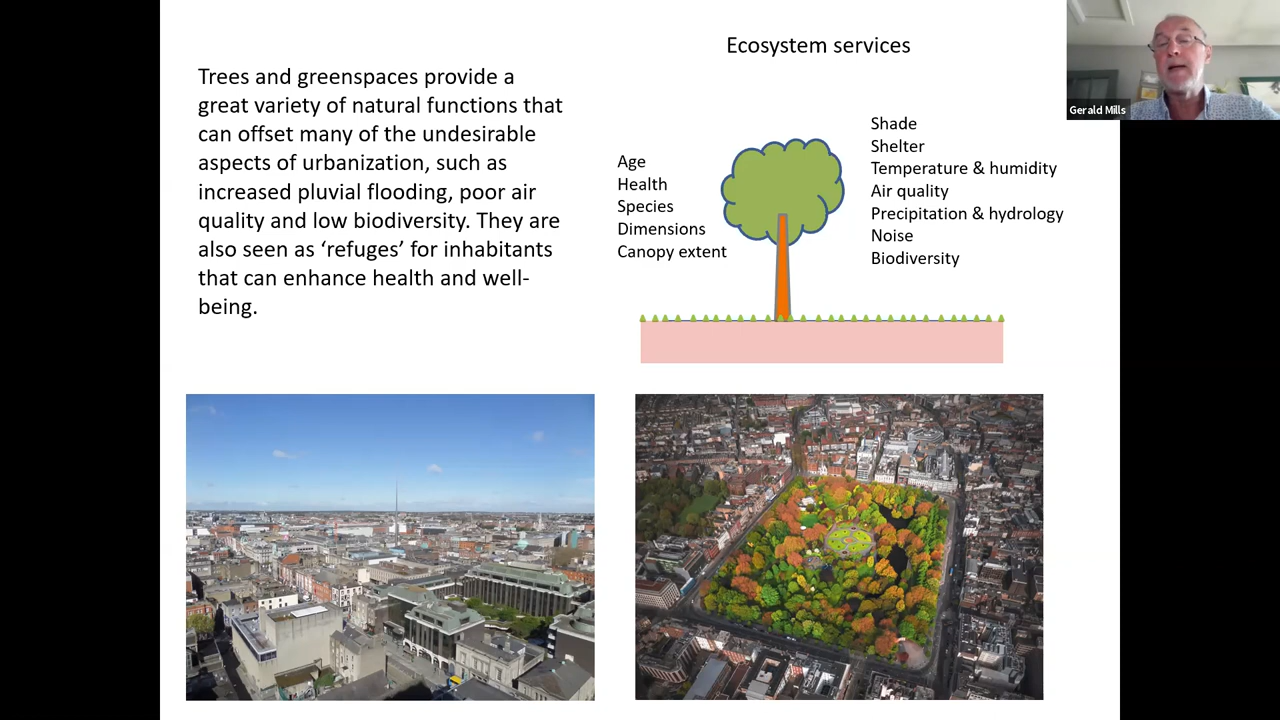 Ecosystem services
Trees and greenspaces provide a
great variety of natural functions that
can offset many of the undesirable
aspects of urbanization, such as
increased pluvial flooding, poor air
quality and low biodiversity. They are
also seen as ‘refuges’ for inhabitants
that can enhance health and well-
being.
Age
Health
Species
Dimensions
Canopy extent
Shade
Shelter
Temperature & humidity
Air quality
Precipitation & hydrology
Noise
Biodiversity
Gerald Mills